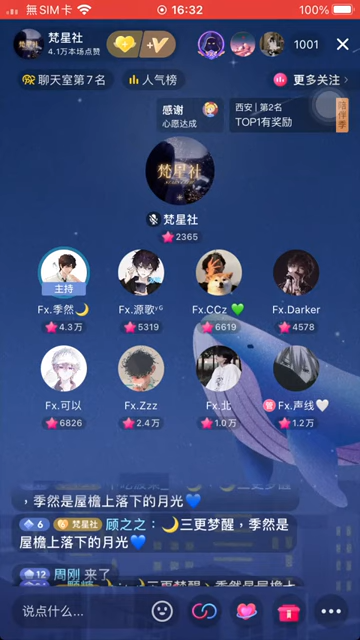 無SIM卡 16:32 100%
梵星社
4.1万本场点赞
1001
聊天室第7名 人气榜 更多关注 >
感谢
心愿达成
西安 | 第2名
TOP1有奖励
陪伴季
梵星社
梵星社
2365
主持
Fx.季然🌙 Fx.源歌ʸᴳ Fx.CCz 💚 Fx.Darker
4.3万 5319 6619 4578
Fx.可以 Fx.Zzz Fx.北 Fx.声线🤍
6826 2.4万 1.0万 1.2万
，季然是屋檐上落下的月光💙
6 梵星社 顾之之：🌙三更梦醒，季然是
屋檐上落下的月光💙
12 周刚 来了
说点什么...